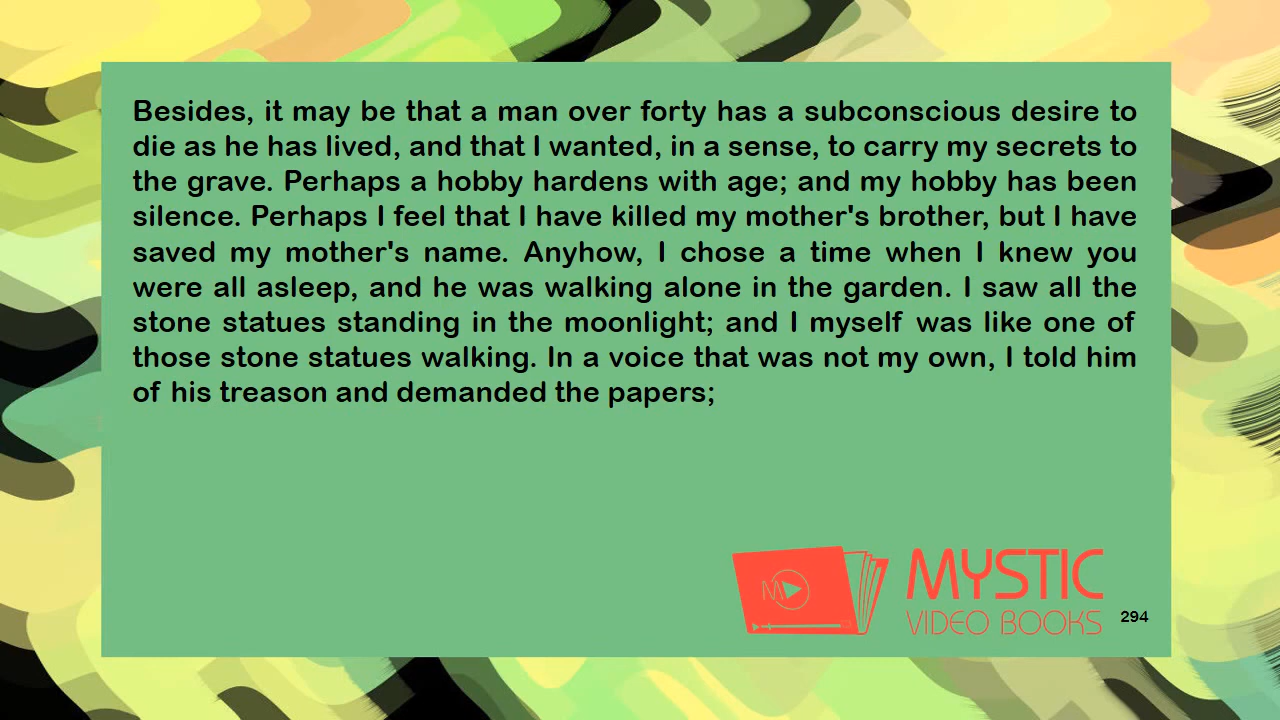 Besides, it may be that a man over forty has a subconscious desire to
die as he has lived, and that I wanted, in a sense, to carry my secrets to
the grave. Perhaps a hobby hardens with age; and my hobby has been
silence. Perhaps I feel that I have killed my mother's brother, but I have
saved my mother's name. Anyhow, I chose a time when I knew you
were all asleep, and he was walking alone in the garden. I saw all the
stone statues standing in the moonlight; and I myself was like one of
those stone statues walking. In a voice that was not my own, I told him
of his treason and demanded the papers;
M
MYSTIC
VIDEO BOOKS
294